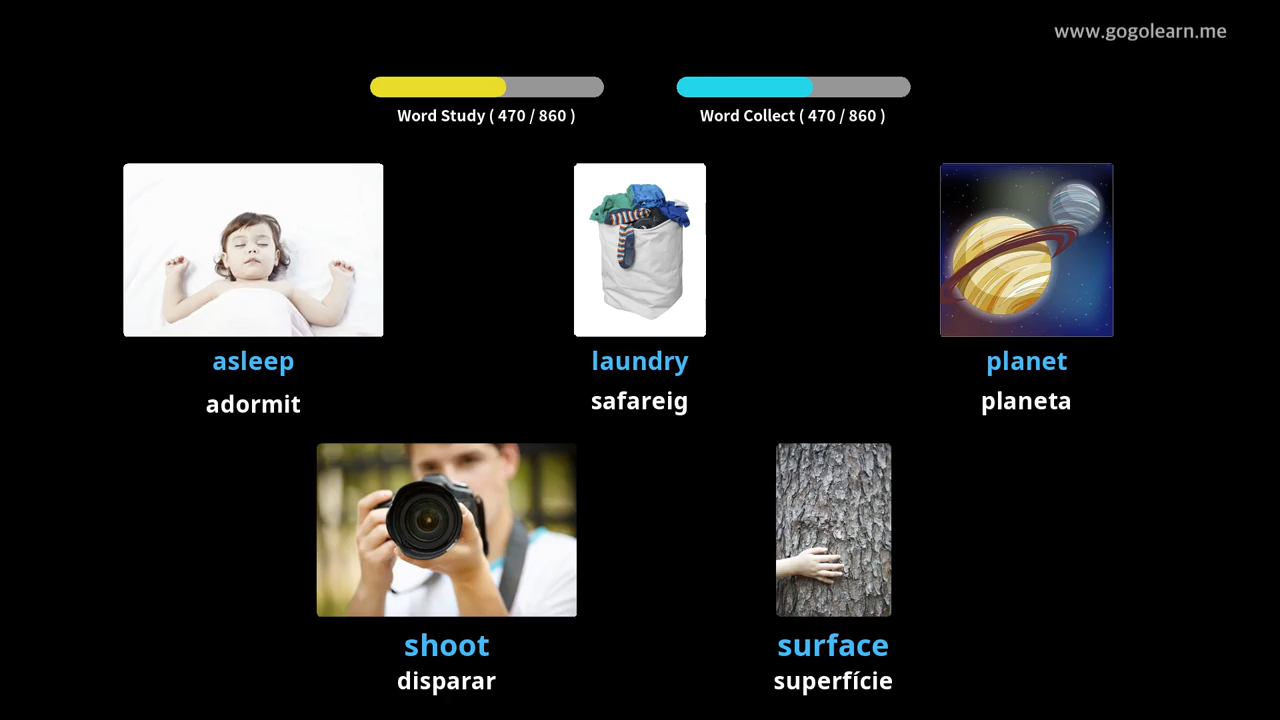 www.gogolearn.me
Word Study ( 470 / 860 )
Word Collect ( 470 / 860 )
asleep
adormit
laundry
safareig
planet
planeta
shoot
disparar
surface
superfície